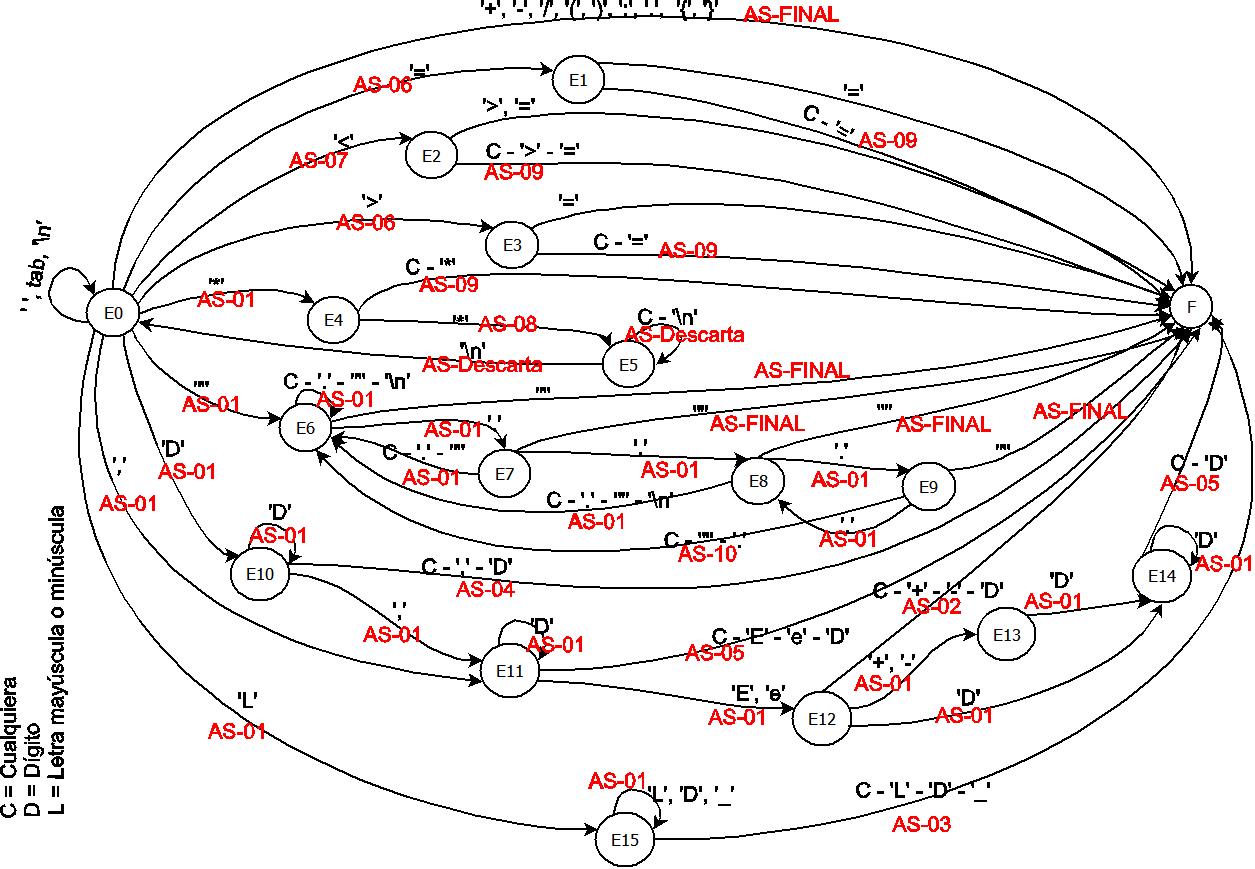 AS-FINAL
'='
AS-06
E1
'='
C - '='
AS-09
'>', '='
'<'
AS-07
E2
C - '>' - '='
AS-09
'>'
AS-06
E3
'='
C - '='
AS-09
' ', tab, '\n'
E0
'*'
AS-01
E4
C - '*'
AS-09
'*'
AS-08
C - '\n'
AS-Descarta
E5
'\n'
AS-Descarta
F
'"'
AS-01
C - '.' - '"' - '\n'
AS-01
E6
'"'
AS-FINAL
AS-01
'.'
E7
C - '.' - '"'
AS-01
'"'
AS-FINAL
'.'
AS-01
E8
'"'
AS-FINAL
'.'
AS-01
E9
'"'
AS-FINAL
C - '.' - '"' - '\n'
AS-01
C - '"' - '.'
AS-10
'.'
AS-01
'D'
AS-01
','
AS-01
'D'
AS-01
E10
C - ',' - 'D'
AS-04
','
AS-01
'D'
AS-01
E11
C - 'E' - 'e' - 'D'
AS-05
'E', 'e'
AS-01
E12
C - '+' - '-' - 'D'
AS-02
'+', '-'
AS-01
E13
'D'
AS-01
'D'
AS-01
E14
'D'
AS-01
C - 'D'
AS-05
'L'
AS-01
AS-01
'L', 'D', '_'
E15
C - 'L' - 'D' - '_'
AS-03
C = Cualquiera
D = Dígito
L = Letra mayúscula o minúscula